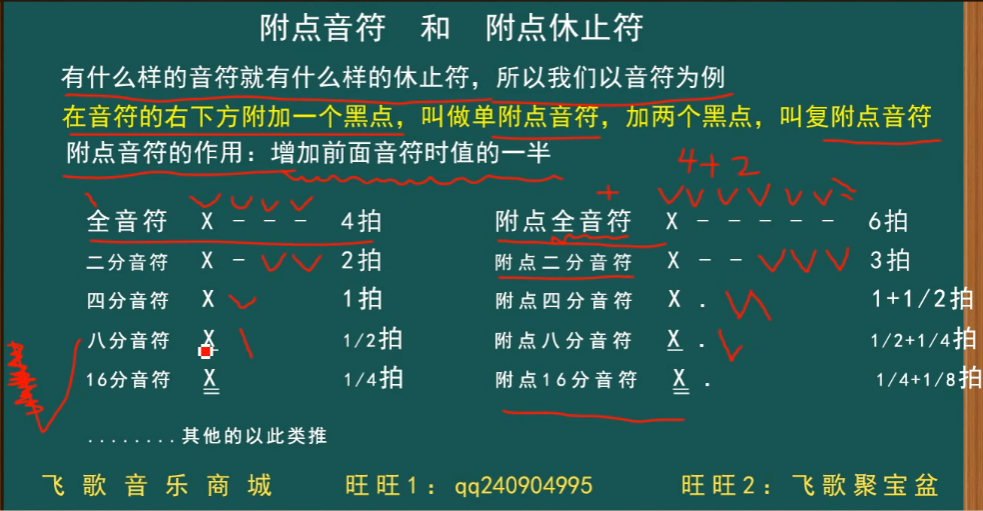 附点音符 和 附点休止符
有什么样的音符就有什么样的休止符，所以我们以音符为例
在音符的右下方附加一个黑点，叫做单附点音符，加两个黑点，叫复附点音符
附点音符的作用：增加前面音符时值的一半
4+2
+
全音符 X - - - 4拍 附点全音符 X - - - - - 6拍
二分音符 X - 2拍 附点二分音符 X - - 3拍
四分音符 X 1拍 附点四分音符 X . 1+1/2拍
八分音符 X 1/2拍 附点八分音符 X . 1/2+1/4拍
16分音符 X 1/4拍 附点16分音符 X . 1/4+1/8拍
........其他的以此类推
飞歌音乐商城 旺旺1：qq240904995 旺旺2：飞歌聚宝盆